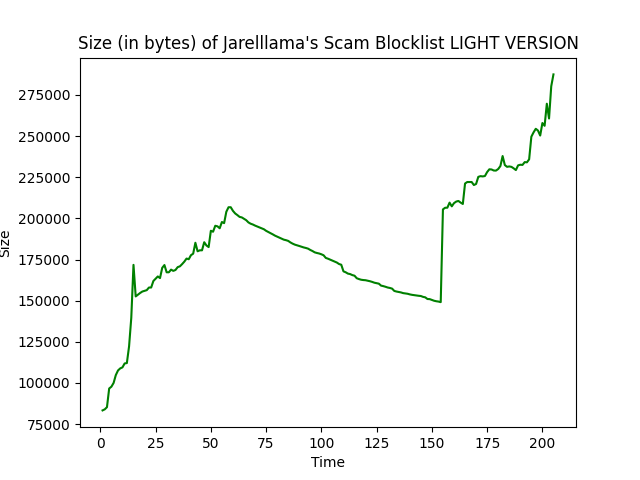 Size (in bytes) of Jarelllama's Scam Blocklist LIGHT VERSION
275000
250000
225000
200000
175000
150000
125000
100000
75000
Size
0 25 50 75 100 125 150 175 200
Time